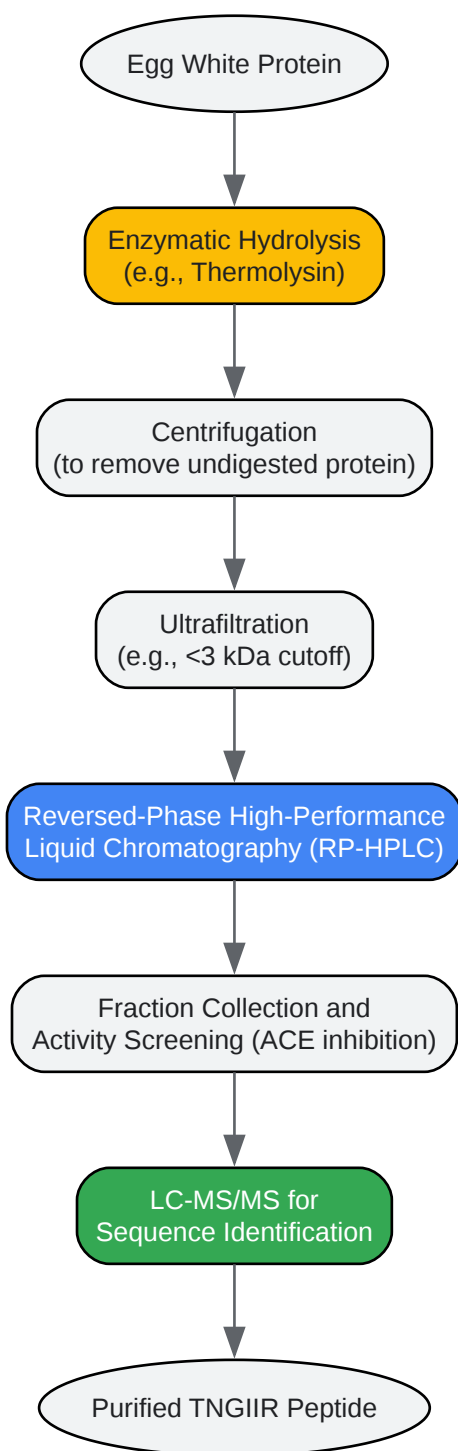 Egg White Protein
Enzymatic Hydrolysis
(e.g., Thermolysin)
Centrifugation
(to remove undigested protein)
Ultrafiltration
(e.g., <3 kDa cutoff)
Reversed-Phase High-Performance
Liquid Chromatography (RP-HPLC)
Fraction Collection and
Activity Screening (ACE inhibition)
LC-MS/MS for
Sequence Identification
Purified TNGIIR Peptide